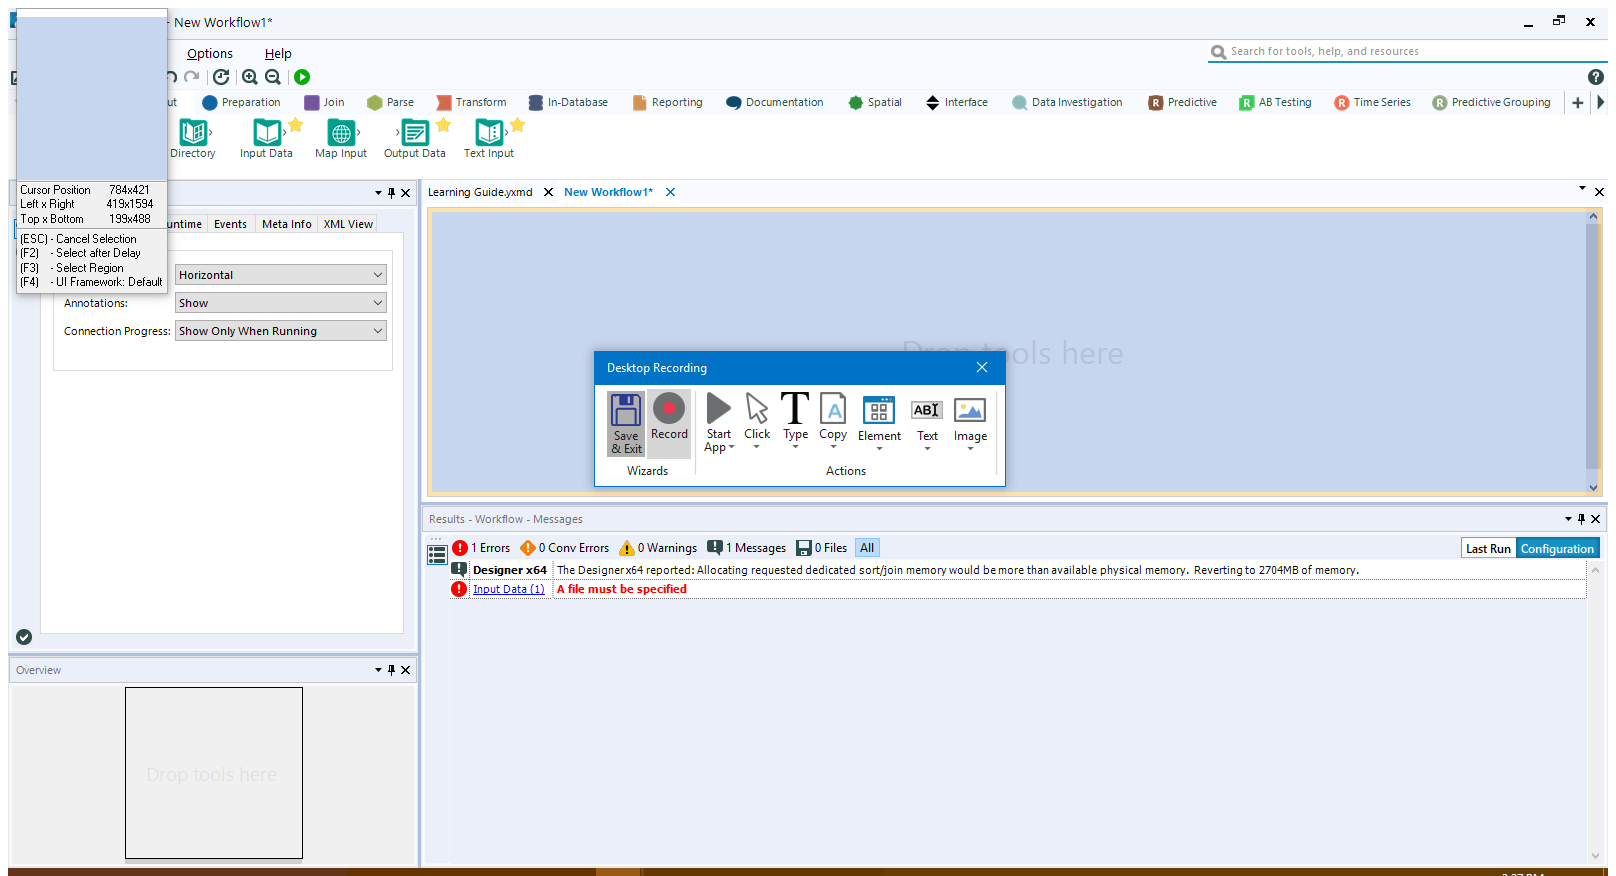 - New Workflow1*
Options Help
Search for tools, help, and resources
Preparation Join Parse Transform In-Database Reporting Documentation Spatial Interface Data Investigation Predictive AB Testing Time Series Predictive Grouping
Directory Input Data Map Input Output Data Text Input
Cursor Position 784x421
Left x Right 419x1594
Top x Bottom 199x488
(ESC) - Cancel Selection
(F2) - Select after Delay
(F3) - Select Region
(F4) - UI Framework: Default
Events Meta Info XML View
Horizontal
Annotations: Show
Connection Progress: Show Only When Running
Learning Guide.yxmd New Workflow1*
Drop tools here
Desktop Recording
Save & Exit
Record
Start App
Click
Type
Copy
Element
Text
Image
Wizards Actions
Results - Workflow - Messages
1 Errors 0 Conv Errors 0 Warnings 1 Messages 0 Files All Last Run Configuration
Designer x64 The Designer x64 reported: Allocating requested dedicated sort/join memory would be more than available physical memory. Reverting to 2704MB of memory.
Input Data (1) A file must be specified
Overview
Drop tools here